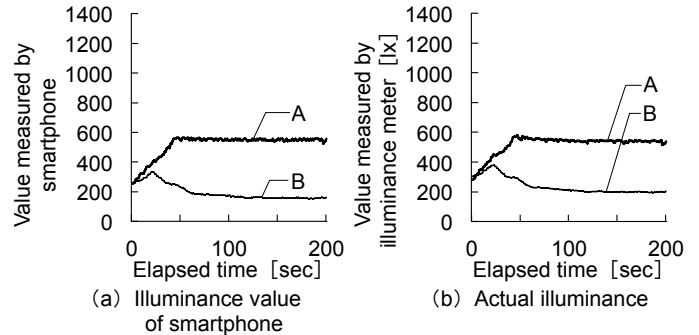 Value measured by
smartphone
1400
1200
1000
800
600
400
200
0
A
B
0
100
200
Elapsed time [sec]
(a) Illuminance value
of smartphone
Value measured by
illuminance meter [lx]
1400
1200
1000
800
600
400
200
0
A
B
0
100
200
Elapsed time [sec]
(b) Actual illuminance